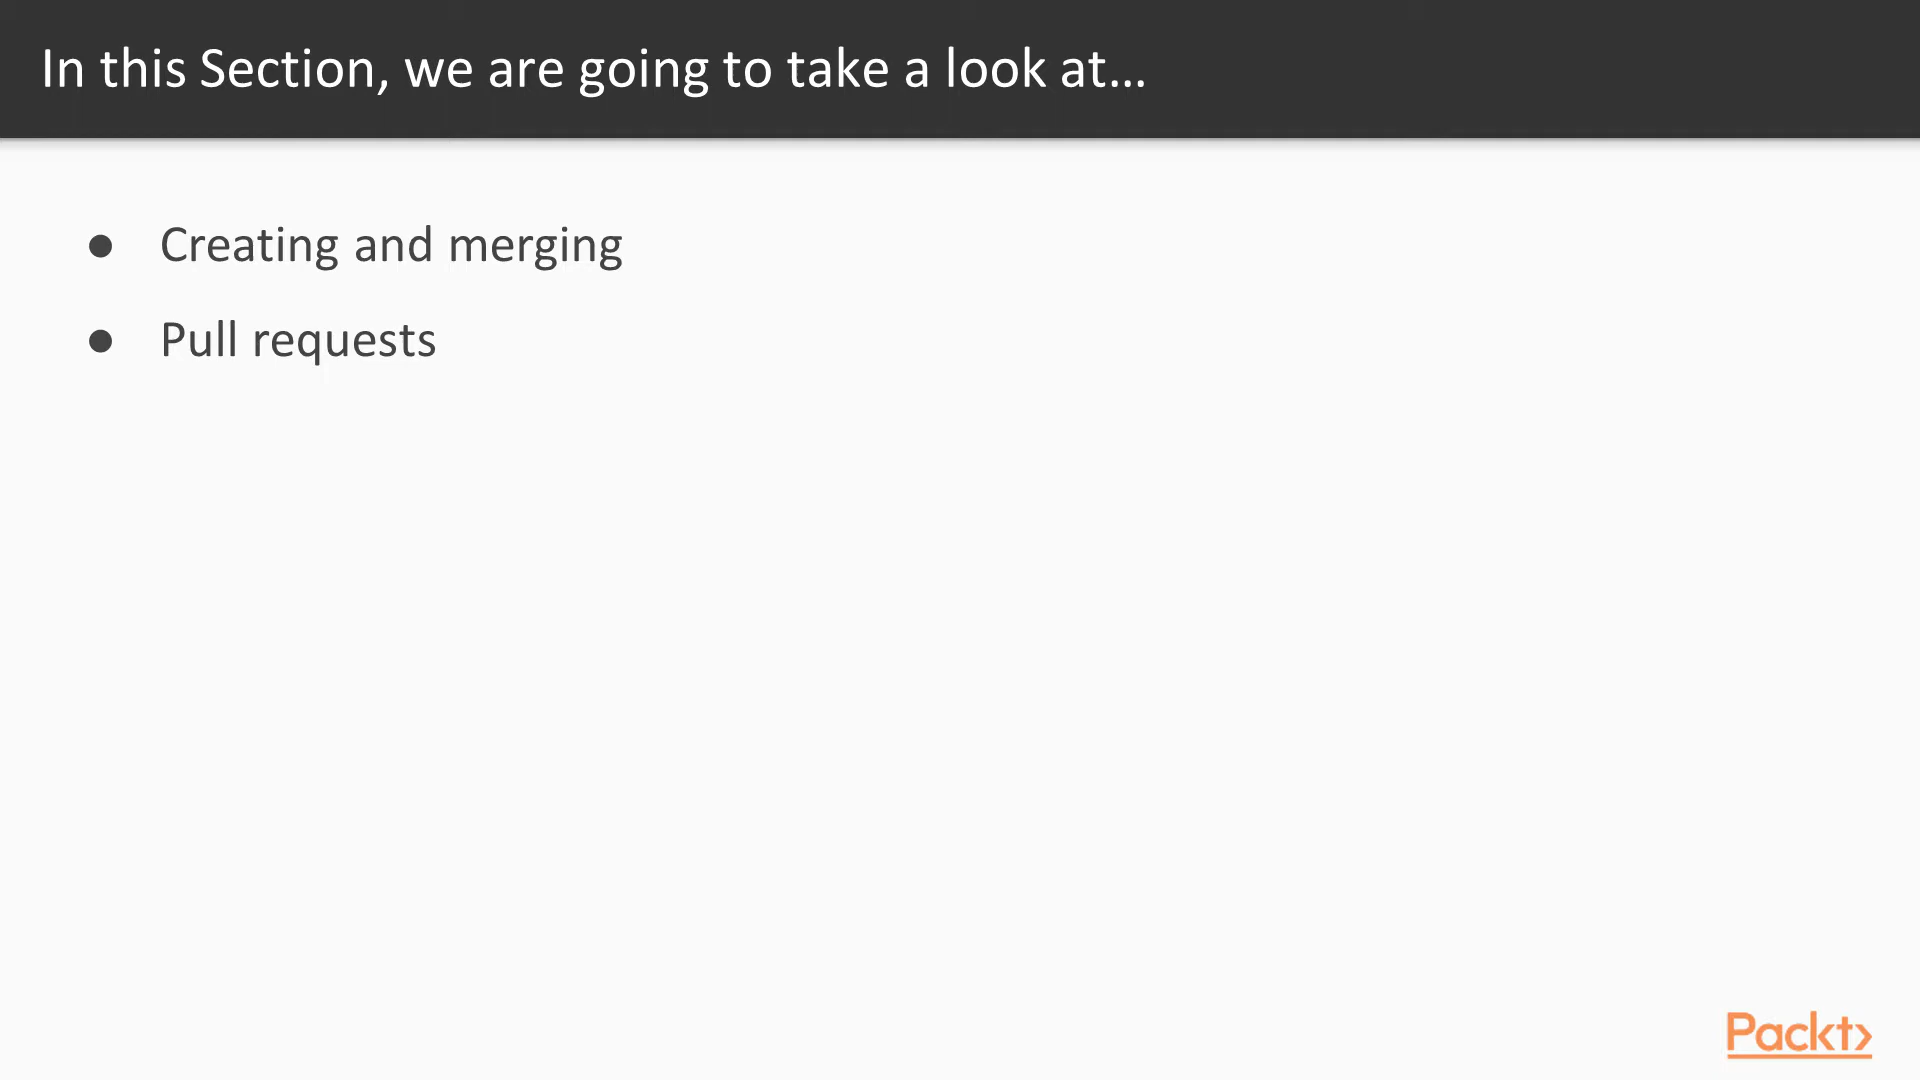 In this Section, we are going to take a look at...
● Creating and merging
● Pull requests
Packt>